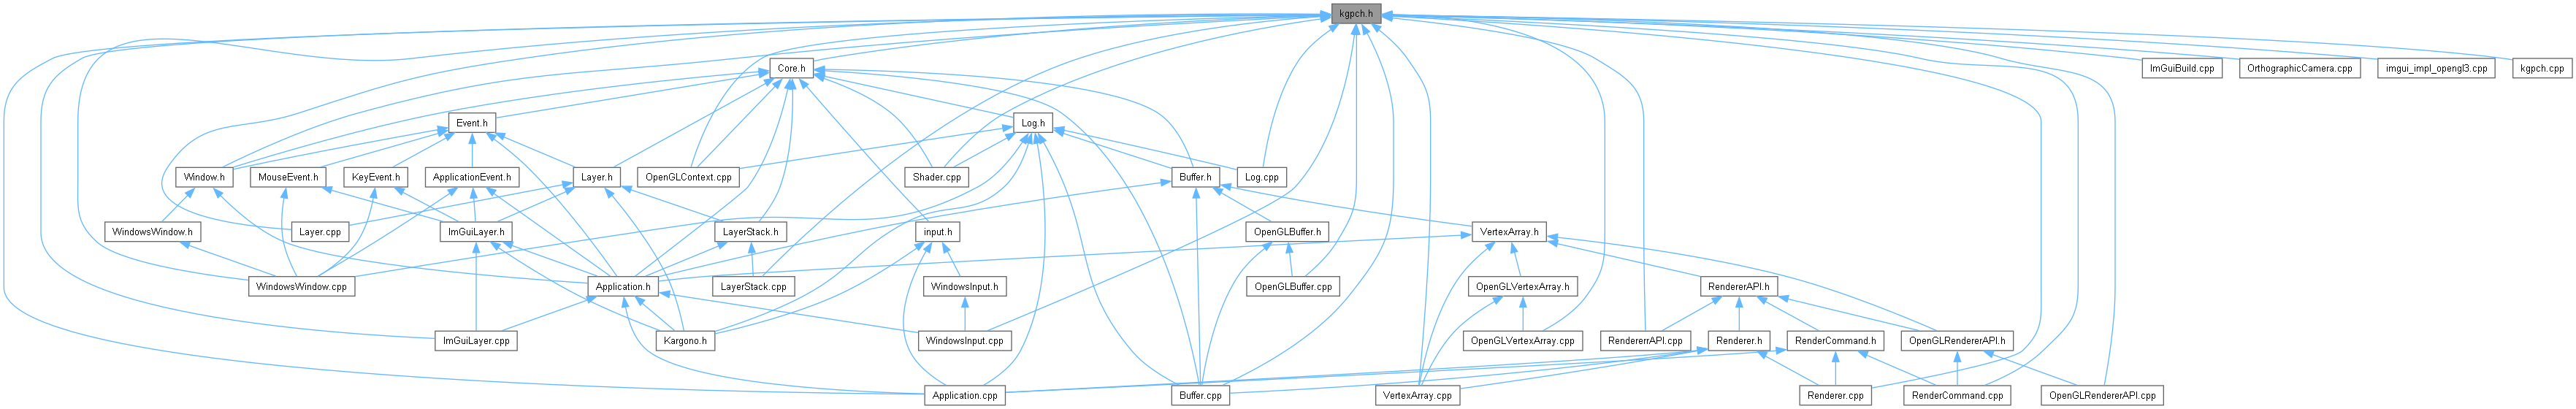 kgpch.h
Core.h
ImGuiBuild.cpp
OrthographicCamera.cpp
imgui_impl_opengl3.cpp
kgpch.cpp
Event.h
Log.h
Window.h
MouseEvent.h
KeyEvent.h
ApplicationEvent.h
Layer.h
OpenGLContext.cpp
Shader.cpp
Buffer.h
Log.cpp
WindowsWindow.h
Layer.cpp
ImGuiLayer.h
LayerStack.h
input.h
OpenGLBuffer.h
VertexArray.h
WindowsWindow.cpp
Application.h
LayerStack.cpp
WindowsInput.h
OpenGLBuffer.cpp
OpenGLVertexArray.h
RendererAPI.h
ImGuiLayer.cpp
Kargono.h
WindowsInput.cpp
OpenGLVertexArray.cpp
RendererrAPI.cpp
Renderer.h
RenderCommand.h
OpenGLRendererAPI.h
Application.cpp
Buffer.cpp
VertexArray.cpp
Renderer.cpp
RenderCommand.cpp
OpenGLRendererAPI.cpp